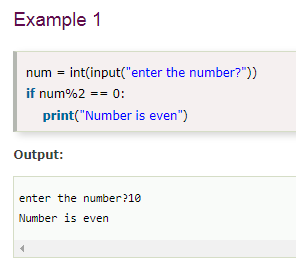 Example 1
num = int(input("enter the number?"))
if num%2 == 0:
print("Number is even")
Output:
enter the number?10
Number is even